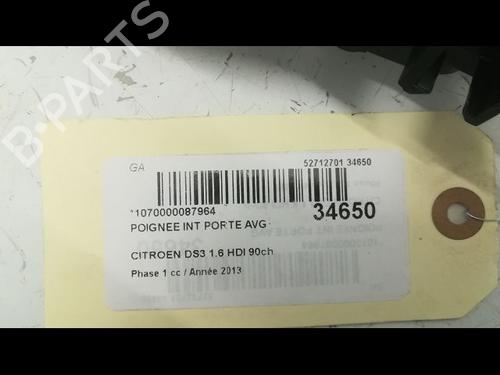 B-PARTS
GA
52712701 34650
*1070000087964
34650
POIGNEE INT PORTE AVG
CITROEN DS3 1.6 HDI 90ch
Phase 1 cc / Année 2013